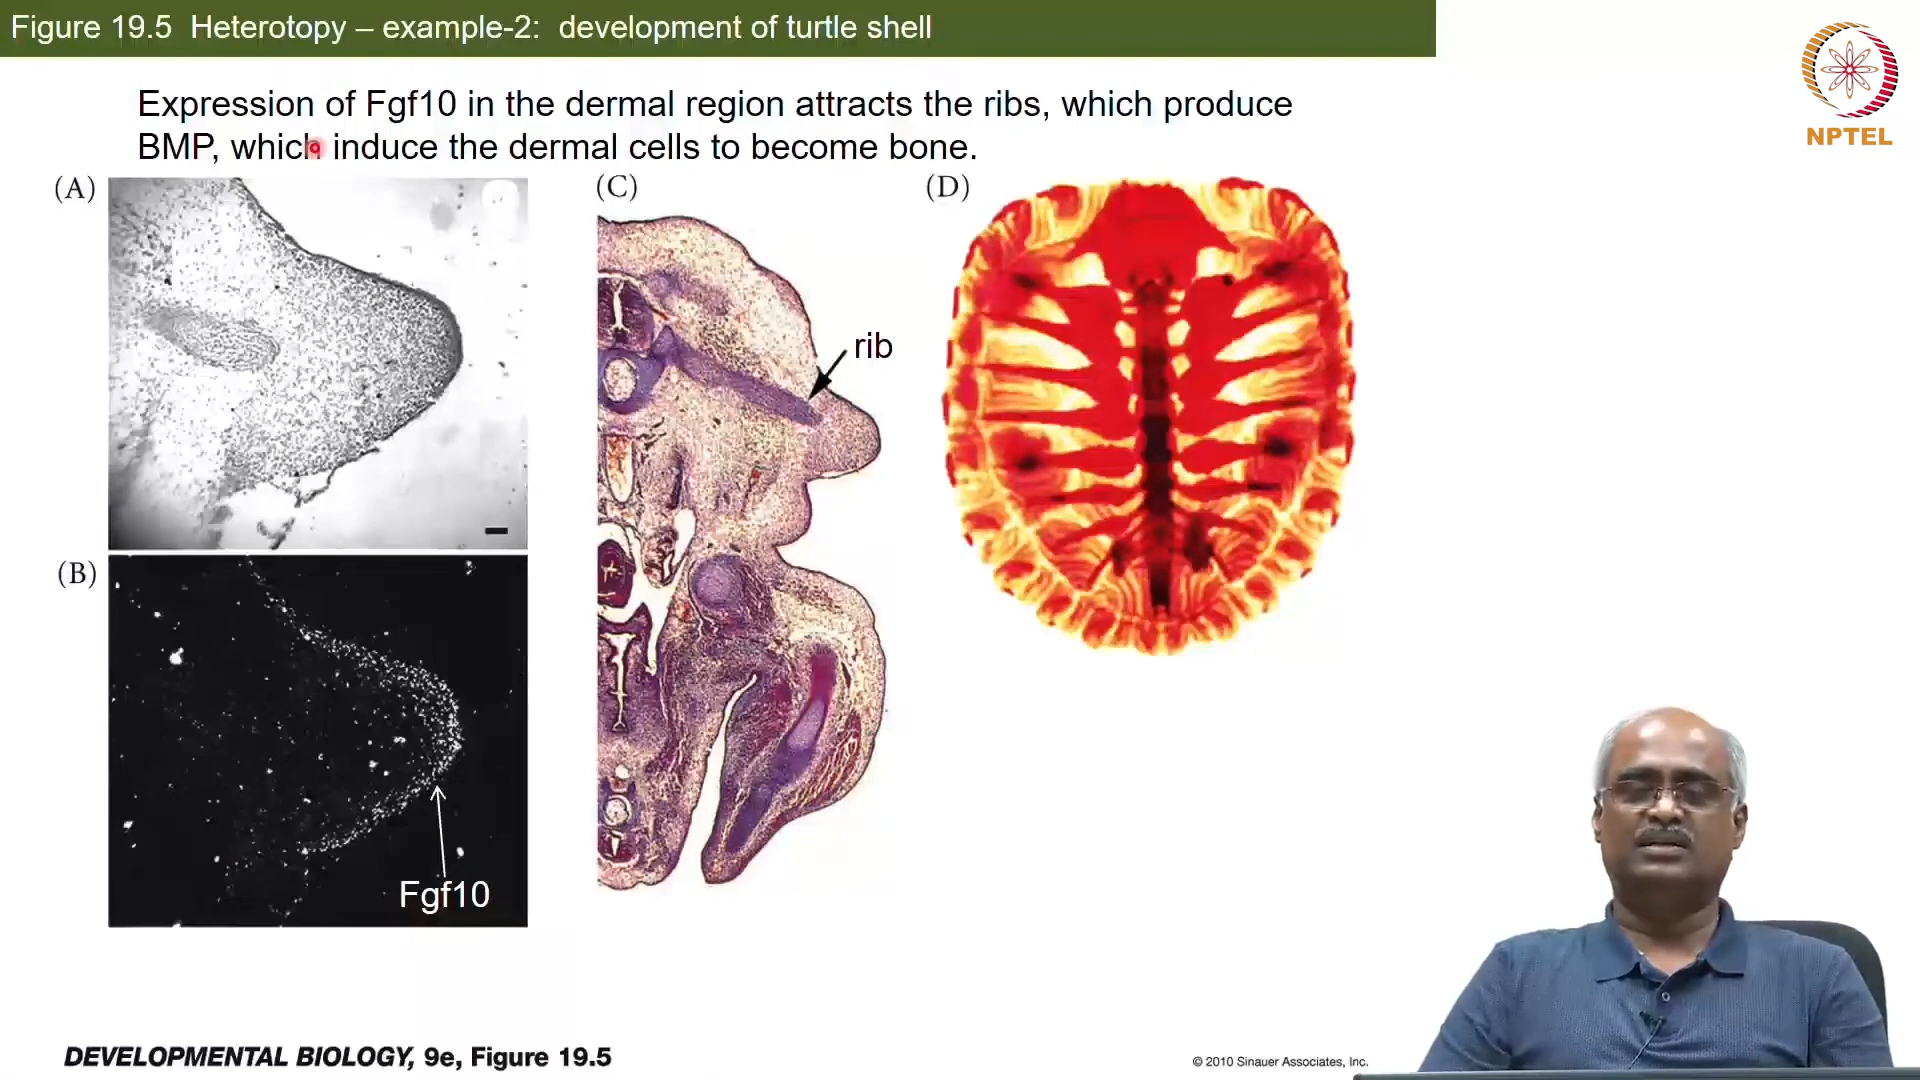 Figure 19.5 Heterotopy – example-2: development of turtle shell
NPTEL
Expression of Fgf10 in the dermal region attracts the ribs, which produce
BMP, which induce the dermal cells to become bone.
(A)
(C)
(D)
rib
(B)
Fgf10
DEVELOPMENTAL BIOLOGY, 9e, Figure 19.5
© 2010 Sinauer Associates, Inc.